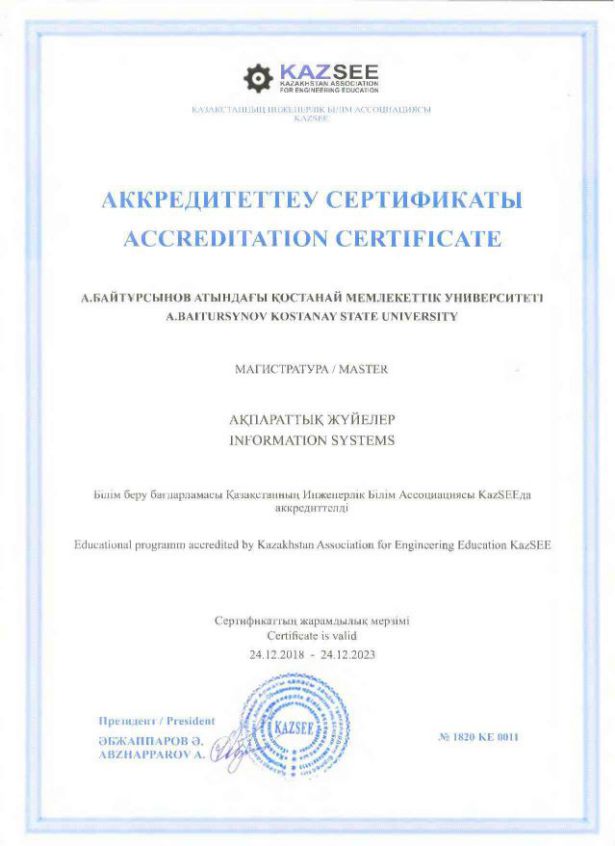 KAZSEE
KAZAKHSTAN ASSOCIATION
FOR ENGINEERING EDUCATION
ҚАЗАҚСТАНДЫҢ ИНЖЕНЕРЛІК БІЛІМ АССОЦИАЦИЯСЫ
KAZSEE
АККРЕДИТЕТТЕУ СЕРТИФИКАТЫ
ACCREDITATION CERTIFICATE
А.БАЙТҰРСЫНОВ АТЫНДАҒЫ ҚОСТАНАЙ МЕМЛЕКЕТТІК УНИВЕРСИТЕТІ
A.BAITURSYNOV KOSTANAY STATE UNIVERSITY
МАГИСТРАТУРА / MASTER
АҚПАРАТТЫҚ ЖҮЙЕЛЕР
INFORMATION SYSTEMS
Білім беру бағдарламасы Қазақстанның Инженерлік Білім Ассоциациясы KazSEEда
аккредиттелді
Educational programm accredited by Kazakhstan Association for Engineering Education KazSEE
Сертификаттың жарамдылық мерзімі
Certificate is valid
24.12.2018 - 24.12.2023
Президент / President
ӘБЖАППАРОВ Ә.
ABZHAPPAROV A.
KAZSEE
№ 1820 KE 0011